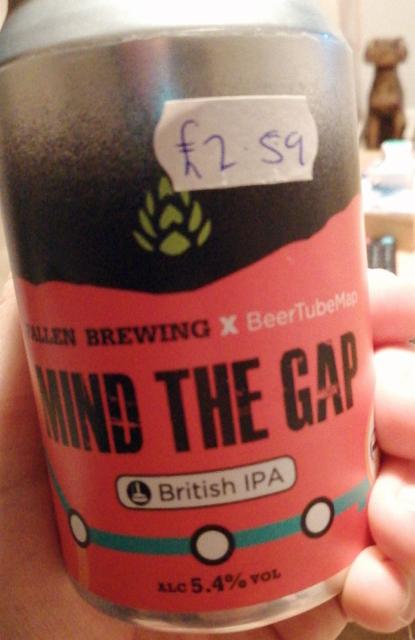 £2.59
FALLEN BREWING X BeerTubeMap
MIND THE GAP
British IPA
ALC 5.4% VOL